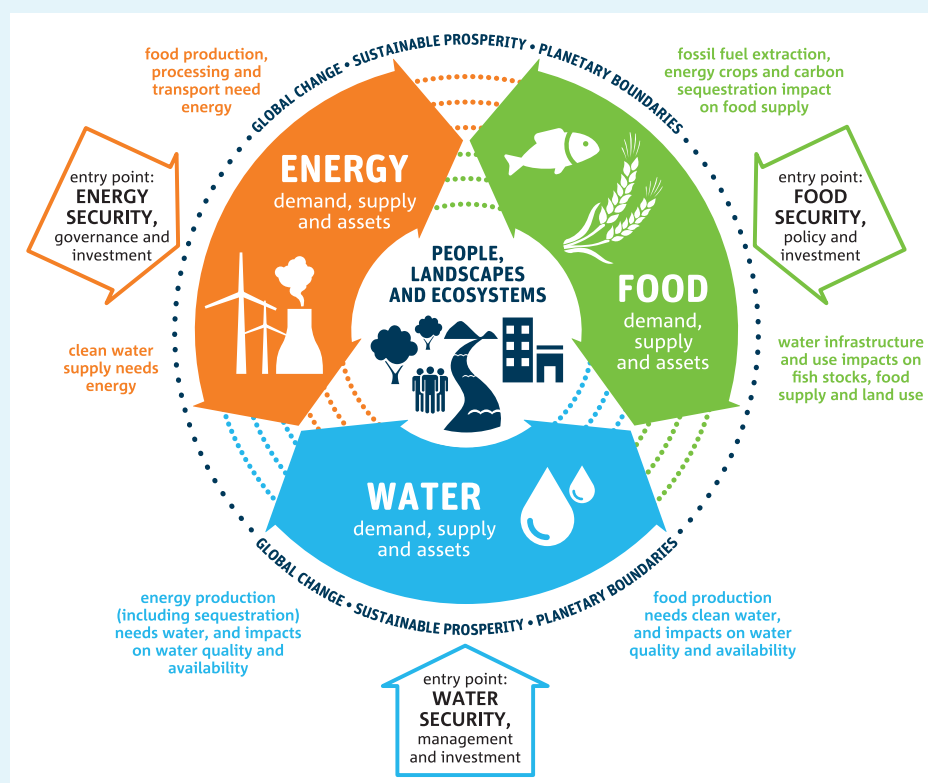 GLOBAL CHANGE • SUSTAINABLE PROSPERITY • PLANETARY BOUNDARIES
food production,
processing and
transport need
energy
fossil fuel extraction,
energy crops and carbon
sequestration impact
on food supply
entry point:
ENERGY
SECURITY,
governance and
investment
ENERGY
demand, supply
and assets
entry point:
FOOD
SECURITY,
policy and
investment
PEOPLE,
LANDSCAPES
AND ECOSYSTEMS
FOOD
demand,
supply
and assets
clean water
supply needs
energy
water infrastructure
and use impacts on
fish stocks, food
supply and land use
WATER
demand, supply
and assets
GLOBAL CHANGE • SUSTAINABLE PROSPERITY • PLANETARY BOUNDARIES
energy production
(including sequestration)
needs water, and impacts
on water quality and
availability
food production
needs clean water,
and impacts on water
quality and availability
entry point:
WATER
SECURITY,
management
and investment